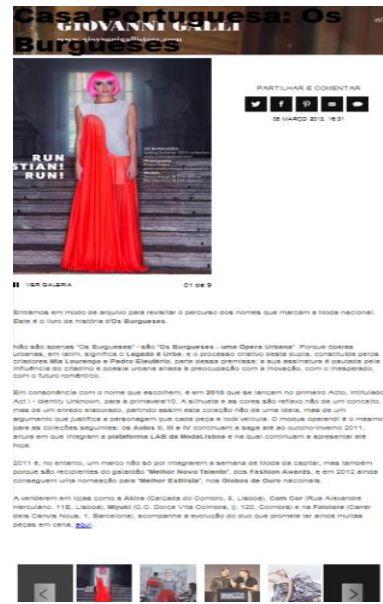 Casa Portuguesa: Os
Burgueses
GIOVANNI GALLI
www.giovannigallistore.com
PARTILHAR E COMENTAR
06 MARÇO 2013, 16:31
RUN
STIAN!
RUN!
OS BURGUESES
VER GALERIA
01 de 9
Entrámos em modo de arquivo para revisitar o percurso dos nomes que marcam a Moda nacional.
Este é o livro de história d'Os Burgueses.
Não são apenas "Os Burgueses" - são "Os Burgueses - uma Ópera Urbana". Porque óperas
urbanas, em latim, significa o Legado à Urbe, e o processo criativo desta dupla, constituída pelos
criadores Mia Lourenço e Pedro Eleutério, parte dessa premissa: a sua assinatura é pautada pela
influência do citadino e poesia urbana aliada à preocupação com a inovação, com o inesperado,
com o futuro romântico.
Em consonância com o nome que escolhem, é em 2010 que se lançam no primeiro Acto, intitulado
Act I - Identity Unknown, para a primavera'10. A silhueta e as cores são reflexo não de um conceito,
mas de um enredo elaborado, partindo assim esta coleção não de uma ideia, mas de um
argumento que justifica a personagem que cada peça e look veicula. O modus operandi é o mesmo
para as coleções seguintes: os Actos II, III e IV continuam a saga até ao outono-inverno 2011,
altura em que integram a plataforma LAB da ModaLisboa e na qual continuam a apresentar até
hoje.
2011 é, no entanto, um marco não só por integrarem a semana de Moda da capital, mas também
porque são recipientes do galardão "Melhor Novo Talento", dos Fashion Awards, e em 2012 ainda
conseguem uma nomeação para "Melhor Estilista", nos Globos de Ouro nacionais.
A venderem em lojas como a Akira (Calçada do Combro, 5, Lisboa), Com Cor (Rua Alexandre
Herculano, 11E, Lisboa), Miyuki (C.C. Dolce Vita Coimbra, lj. 120, Coimbra) e na Folklore (Carrer
dels Canvis Nous, 1, Barcelona), acompanhe a evolução do duo que promete ter ainda muitas
peças em cena, aqui.